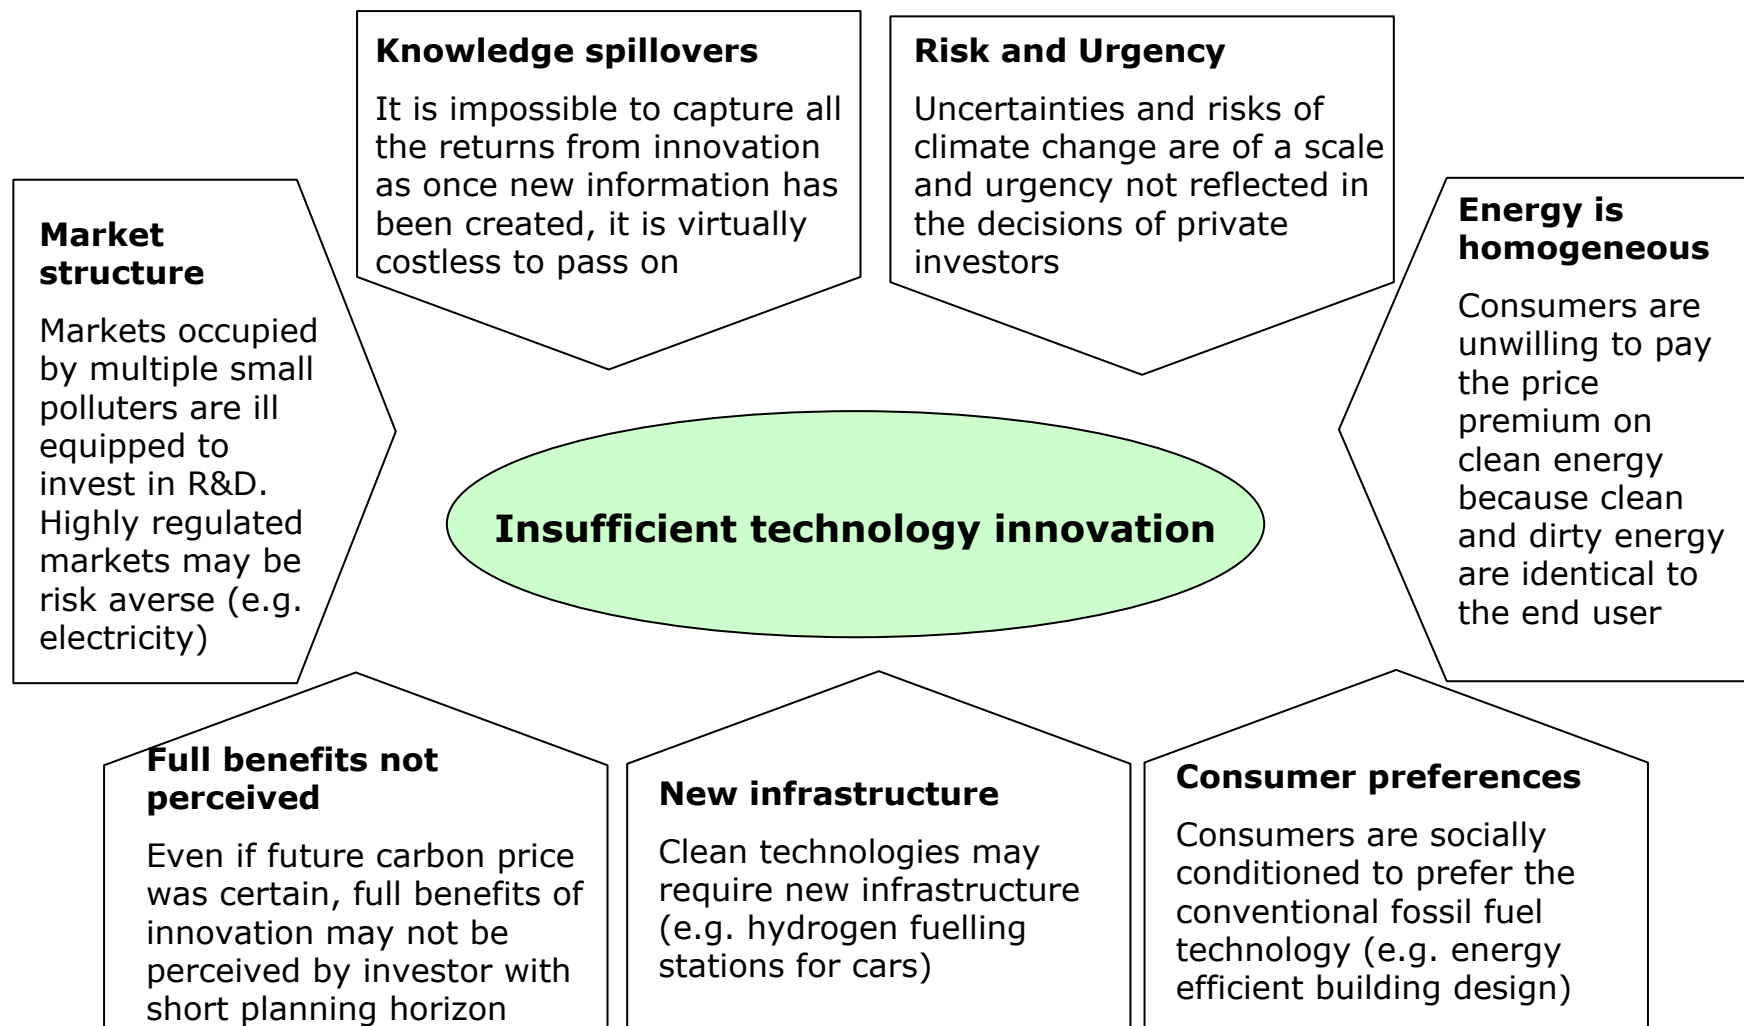 Knowledge spillovers
It is impossible to capture all
the returns from innovation
as once new information has
been created, it is virtually
costless to pass on
Risk and Urgency
Uncertainties and risks of
climate change are of a scale
and urgency not reflected in
the decisions of private
investors
Market
structure
Markets occupied
by multiple small
polluters are ill
equipped to
invest in R&D.
Highly regulated
markets may be
risk averse (e.g.
electricity)
Energy is
homogeneous
Consumers are
unwilling to pay
the price
premium on
clean energy
because clean
and dirty energy
are identical to
the end user
Insufficient technology innovation
Full benefits not
perceived
Even if future carbon price
was certain, full benefits of
innovation may not be
perceived by investor with
short planning horizon
New infrastructure
Clean technologies may
require new infrastructure
(e.g. hydrogen fuelling
stations for cars)
Consumer preferences
Consumers are socially
conditioned to prefer the
conventional fossil fuel
technology (e.g. energy
efficient building design)